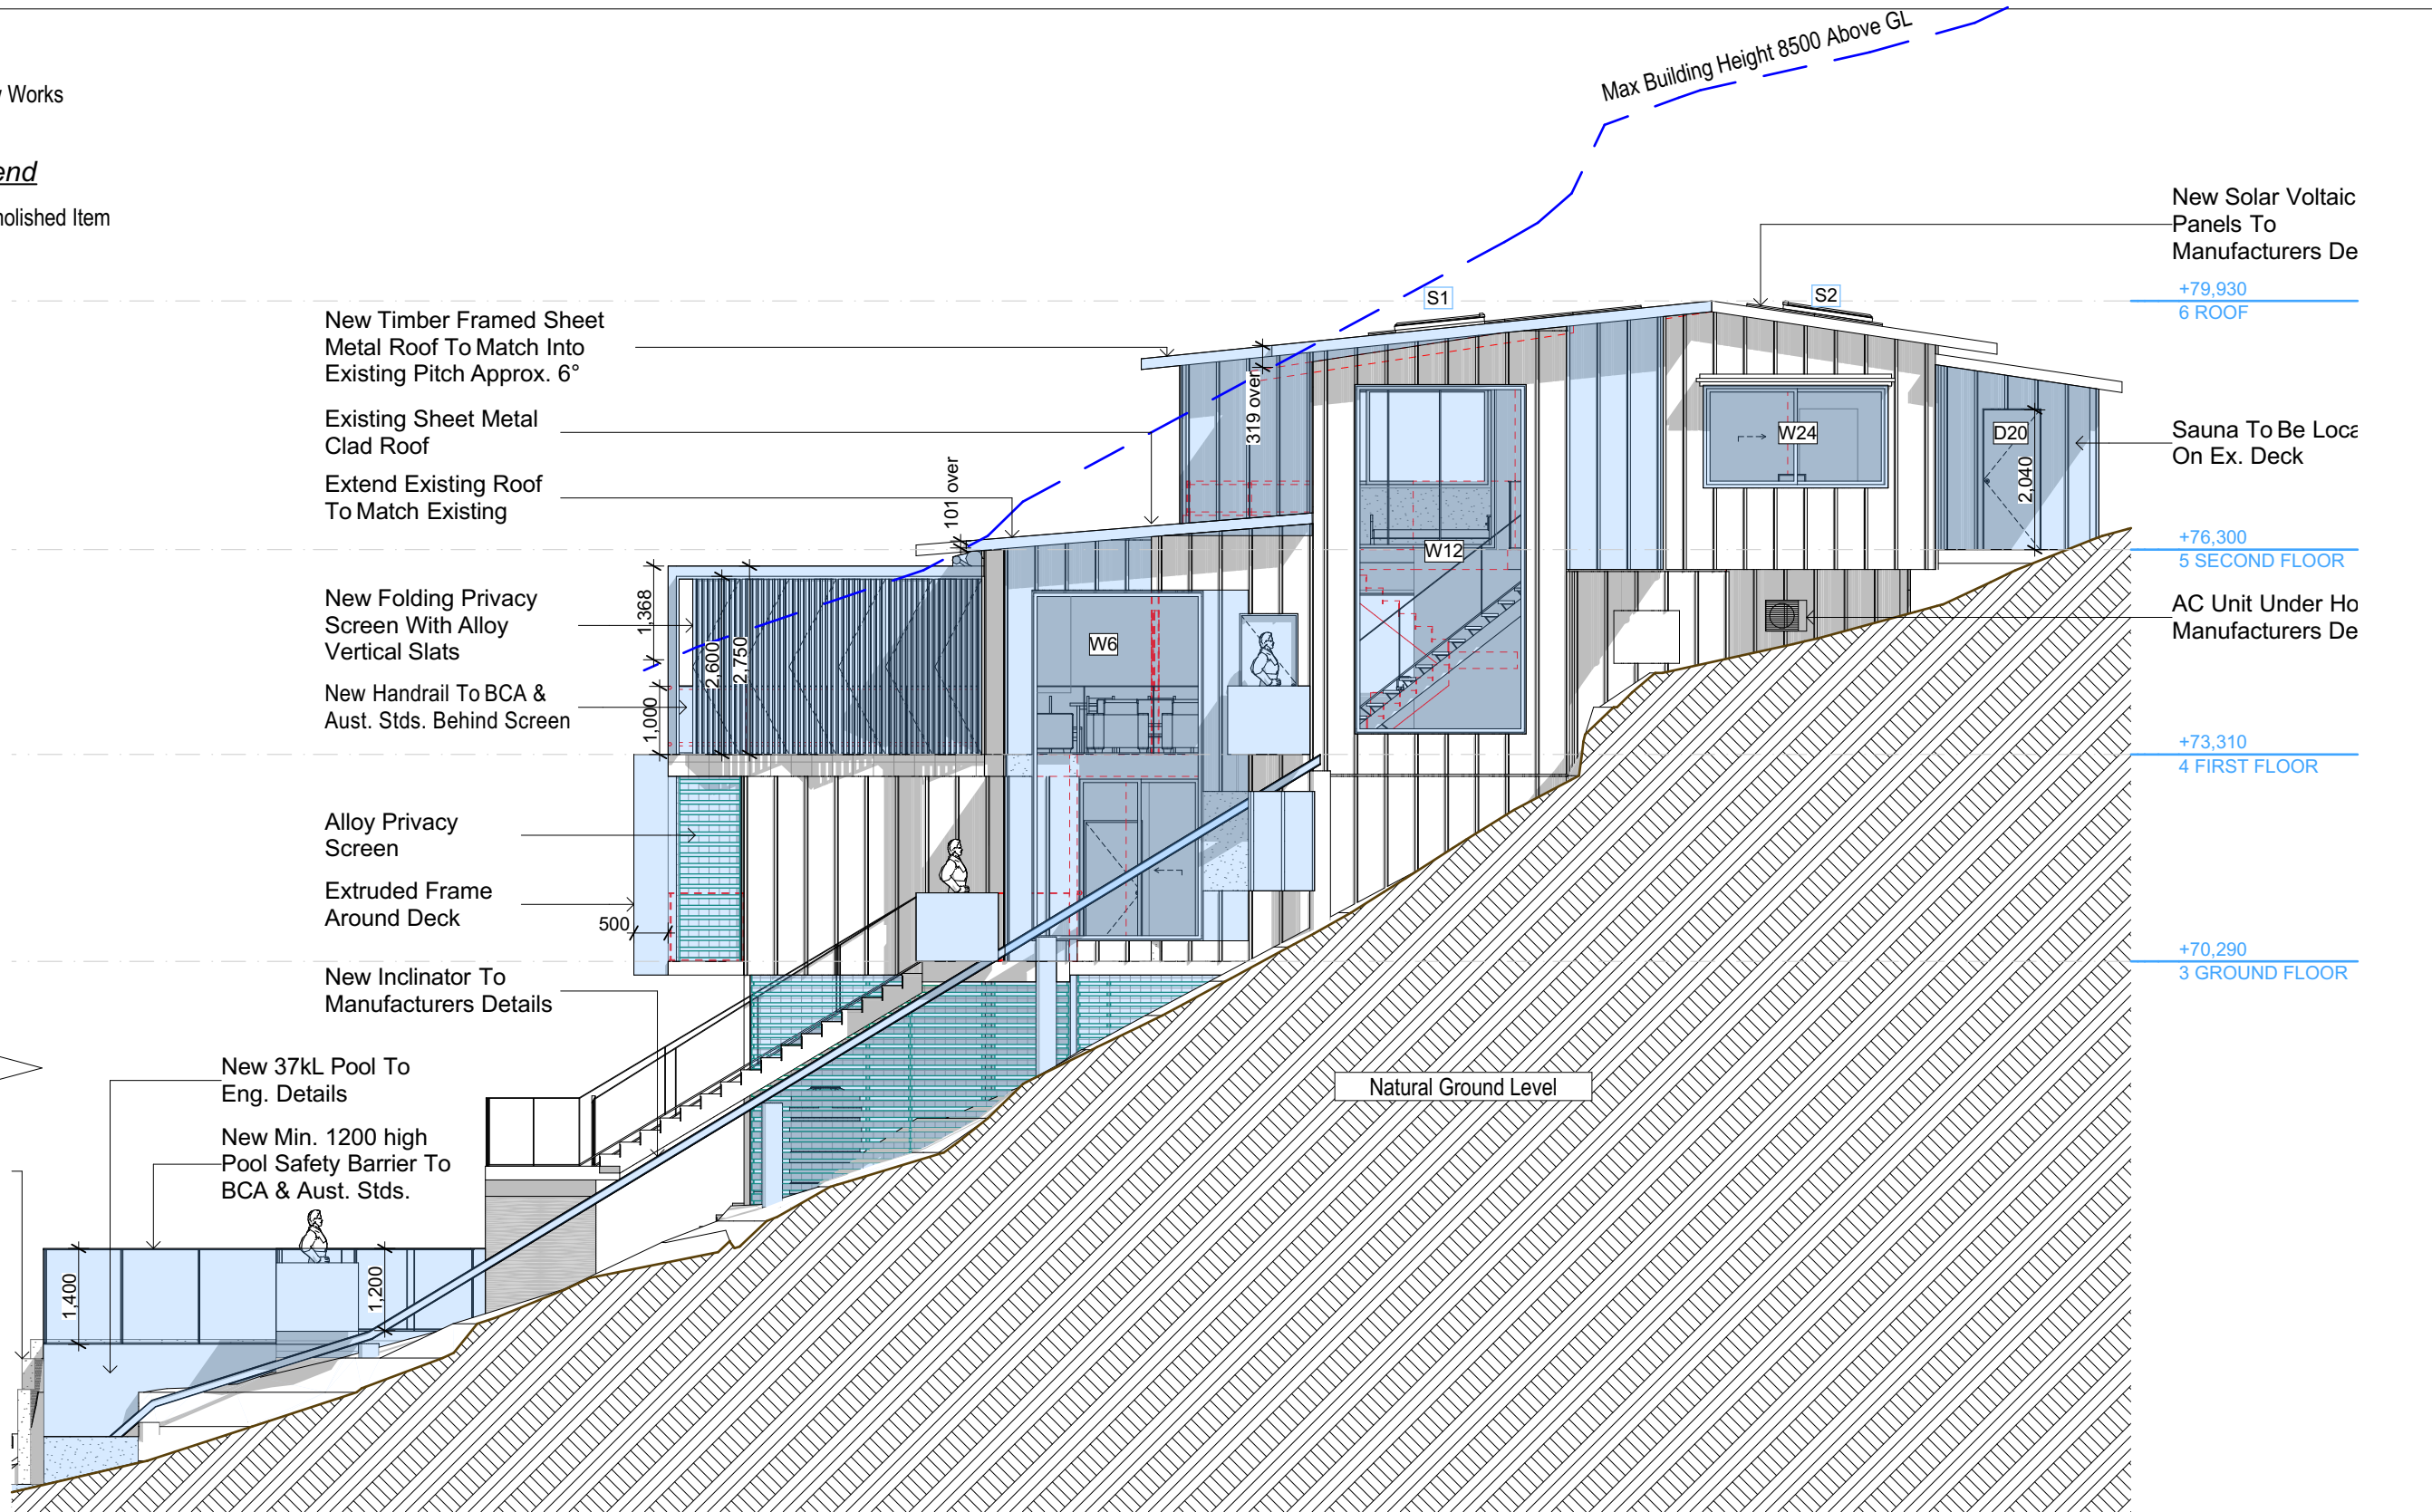 Works
end
molished Item
Max Building Height 8500 Above GL
New Solar Voltaic
Panels To
Manufacturers De
S1
S2
+79,930
6 ROOF
New Timber Framed Sheet
Metal Roof To Match Into
Existing Pitch Approx. 6°
Existing Sheet Metal
Clad Roof
Extend Existing Roof
To Match Existing
319 over
101 over
W24
D20
2,040
Sauna To Be Loca
On Ex. Deck
W12
+76,300
5 SECOND FLOOR
New Folding Privacy
Screen With Alloy
Vertical Slats
1,368
2,600
2,750
W6
AC Unit Under Ho
Manufacturers De
New Handrail To BCA &
Aust. Stds. Behind Screen
1,000
+73,310
4 FIRST FLOOR
Alloy Privacy
Screen
Extruded Frame
Around Deck
500
+70,290
3 GROUND FLOOR
New Inclinator To
Manufacturers Details
New 37kL Pool To
Eng. Details
Natural Ground Level
New Min. 1200 high
Pool Safety Barrier To
BCA & Aust. Stds.
1,400
1,200